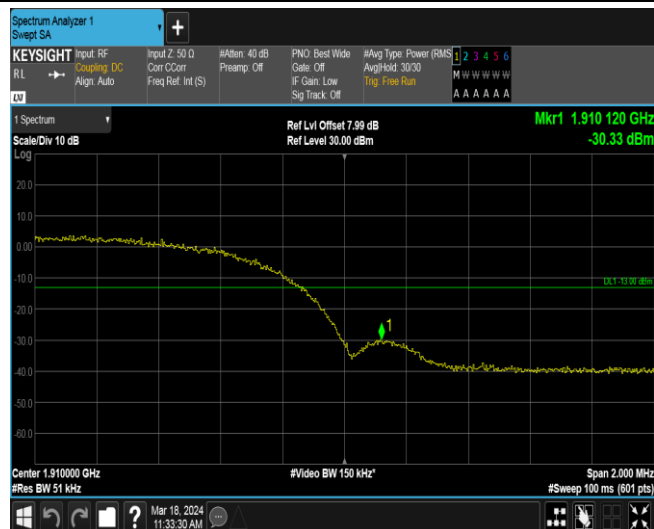 Spectrum Analyzer 1
Swept SA
KEYSIGHT
RL
LXI
Input: RF
Coupling: DC
Align: Auto
Input Z: 50 Ω
Corr CCorr
Freq Ref: Int (S)
#Atten: 40 dB
Preamp: Off
PNO: Best Wide
Gate: Off
IF Gain: Low
Sig Track: Off
#Avg Type: Power (RMS
Avg|Hold: 30/30
Trig: Free Run
1 2 3 4 5 6
M W W W W W
A A A A A A
1 Spectrum
Scale/Div 10 dB
Ref Lvl Offset 7.99 dB
Ref Level 30.00 dBm
Mkr1 1.910 120 GHz
-30.33 dBm
Log
20.0
10.0
0.00
-10.0
DL1 -13.00 dBm
-20.0
1
-30.0
-40.0
-50.0
-60.0
Center 1.910000 GHz
#Video BW 150 kHz*
Span 2.000 MHz
#Res BW 51 kHz
#Sweep 100 ms (601 pts)
?
Mar 18, 2024
11:33:30 AM